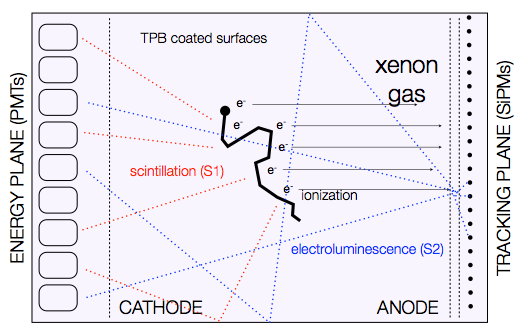 TPB coated surfaces
xenon
gas
ENERGY PLANE (PMTs)
TRACKING PLANE (SiPMs)
e-
e-
e-
e-
e-
e-
scintillation (S1)
ionization
electroluminescence (S2)
CATHODE
ANODE